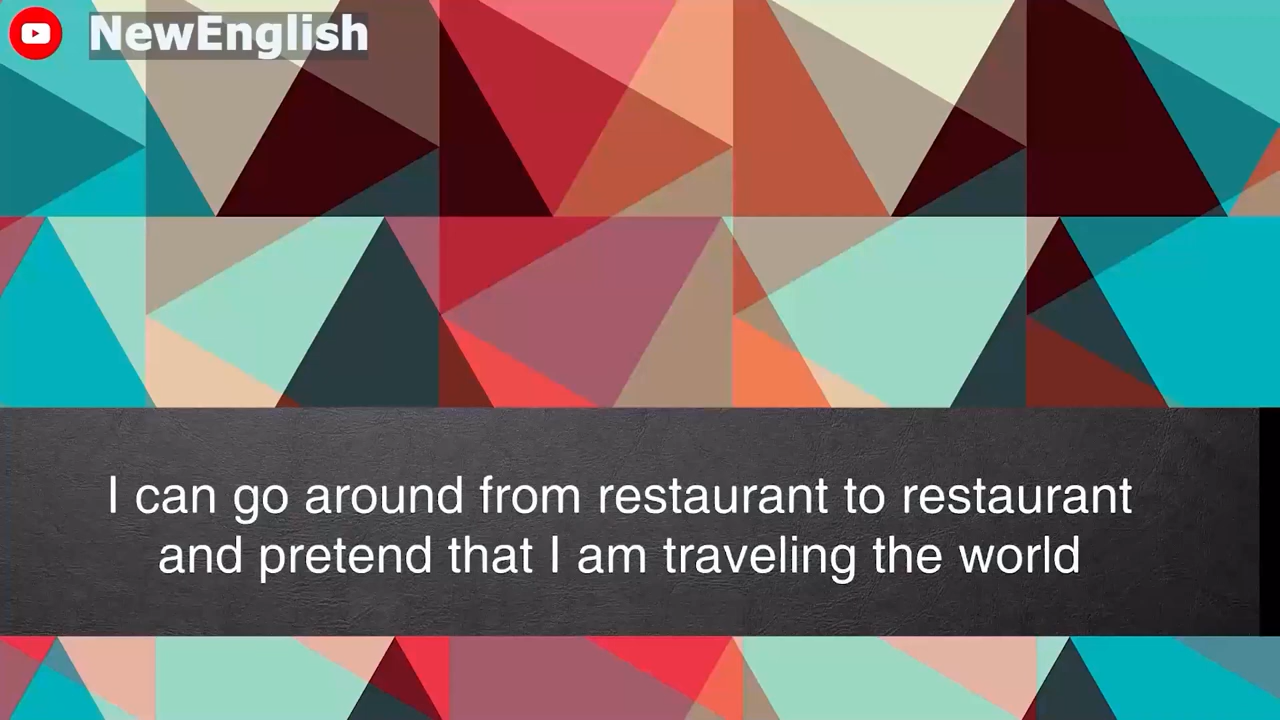 NewEnglish
I can go around from restaurant to restaurant
and pretend that I am traveling the world